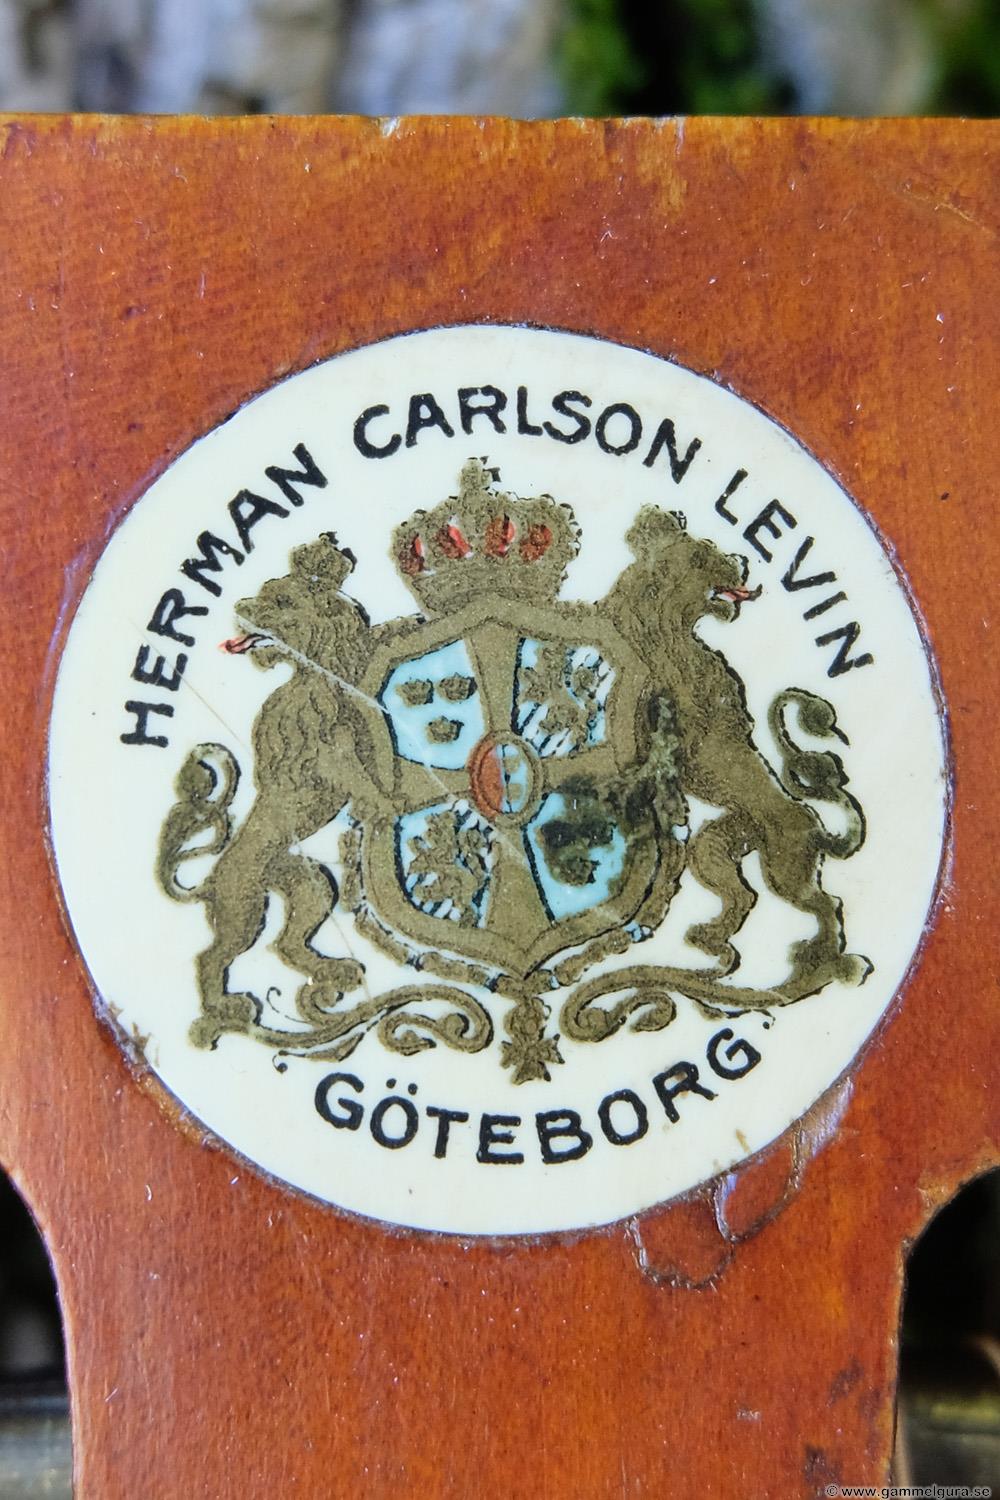 HERMAN CARLSON LEVIN
· GÖTEBORG ·
© www.gammelgura.se